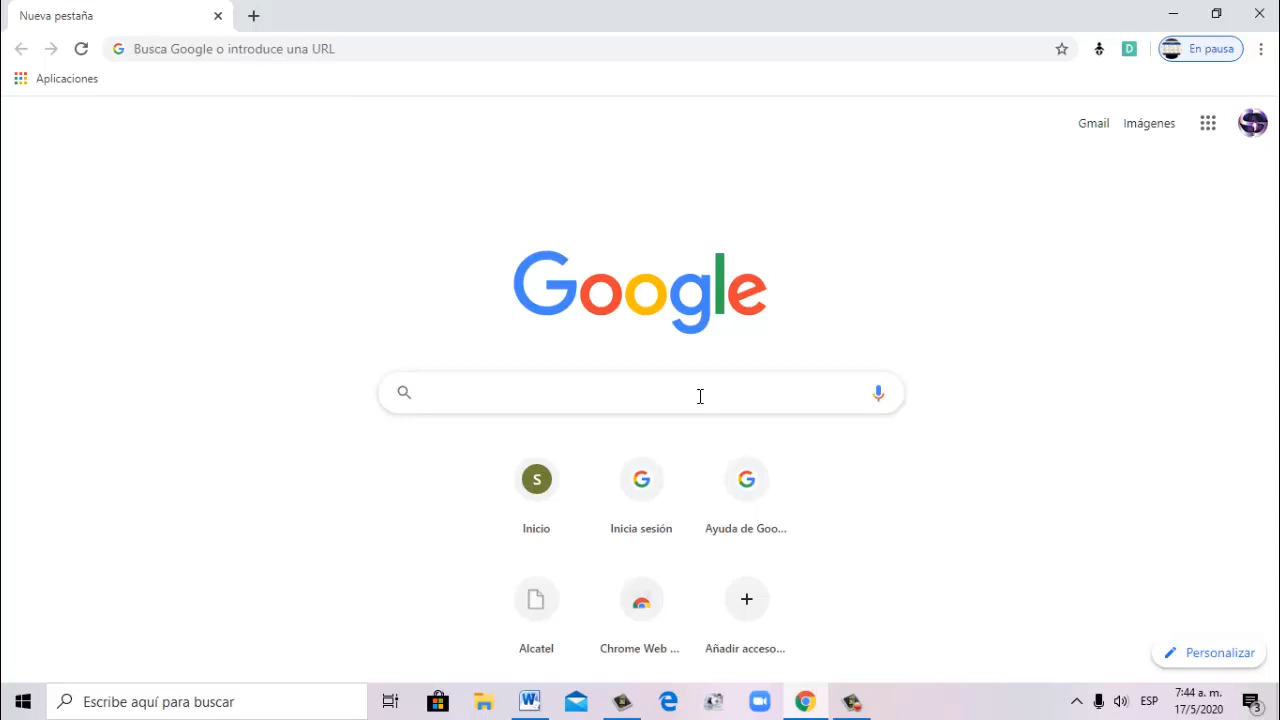 Nueva pestaña
Busca Google o introduce una URL
D
En pausa
Aplicaciones
Gmail Imágenes
Google
S
Inicio
Inicia sesión
Ayuda de Goo...
Alcatel
Chrome Web ...
Añadir acceso...
Personalizar
Escribe aquí para buscar
W
ESP
7:44 a. m.
17/5/2020
3